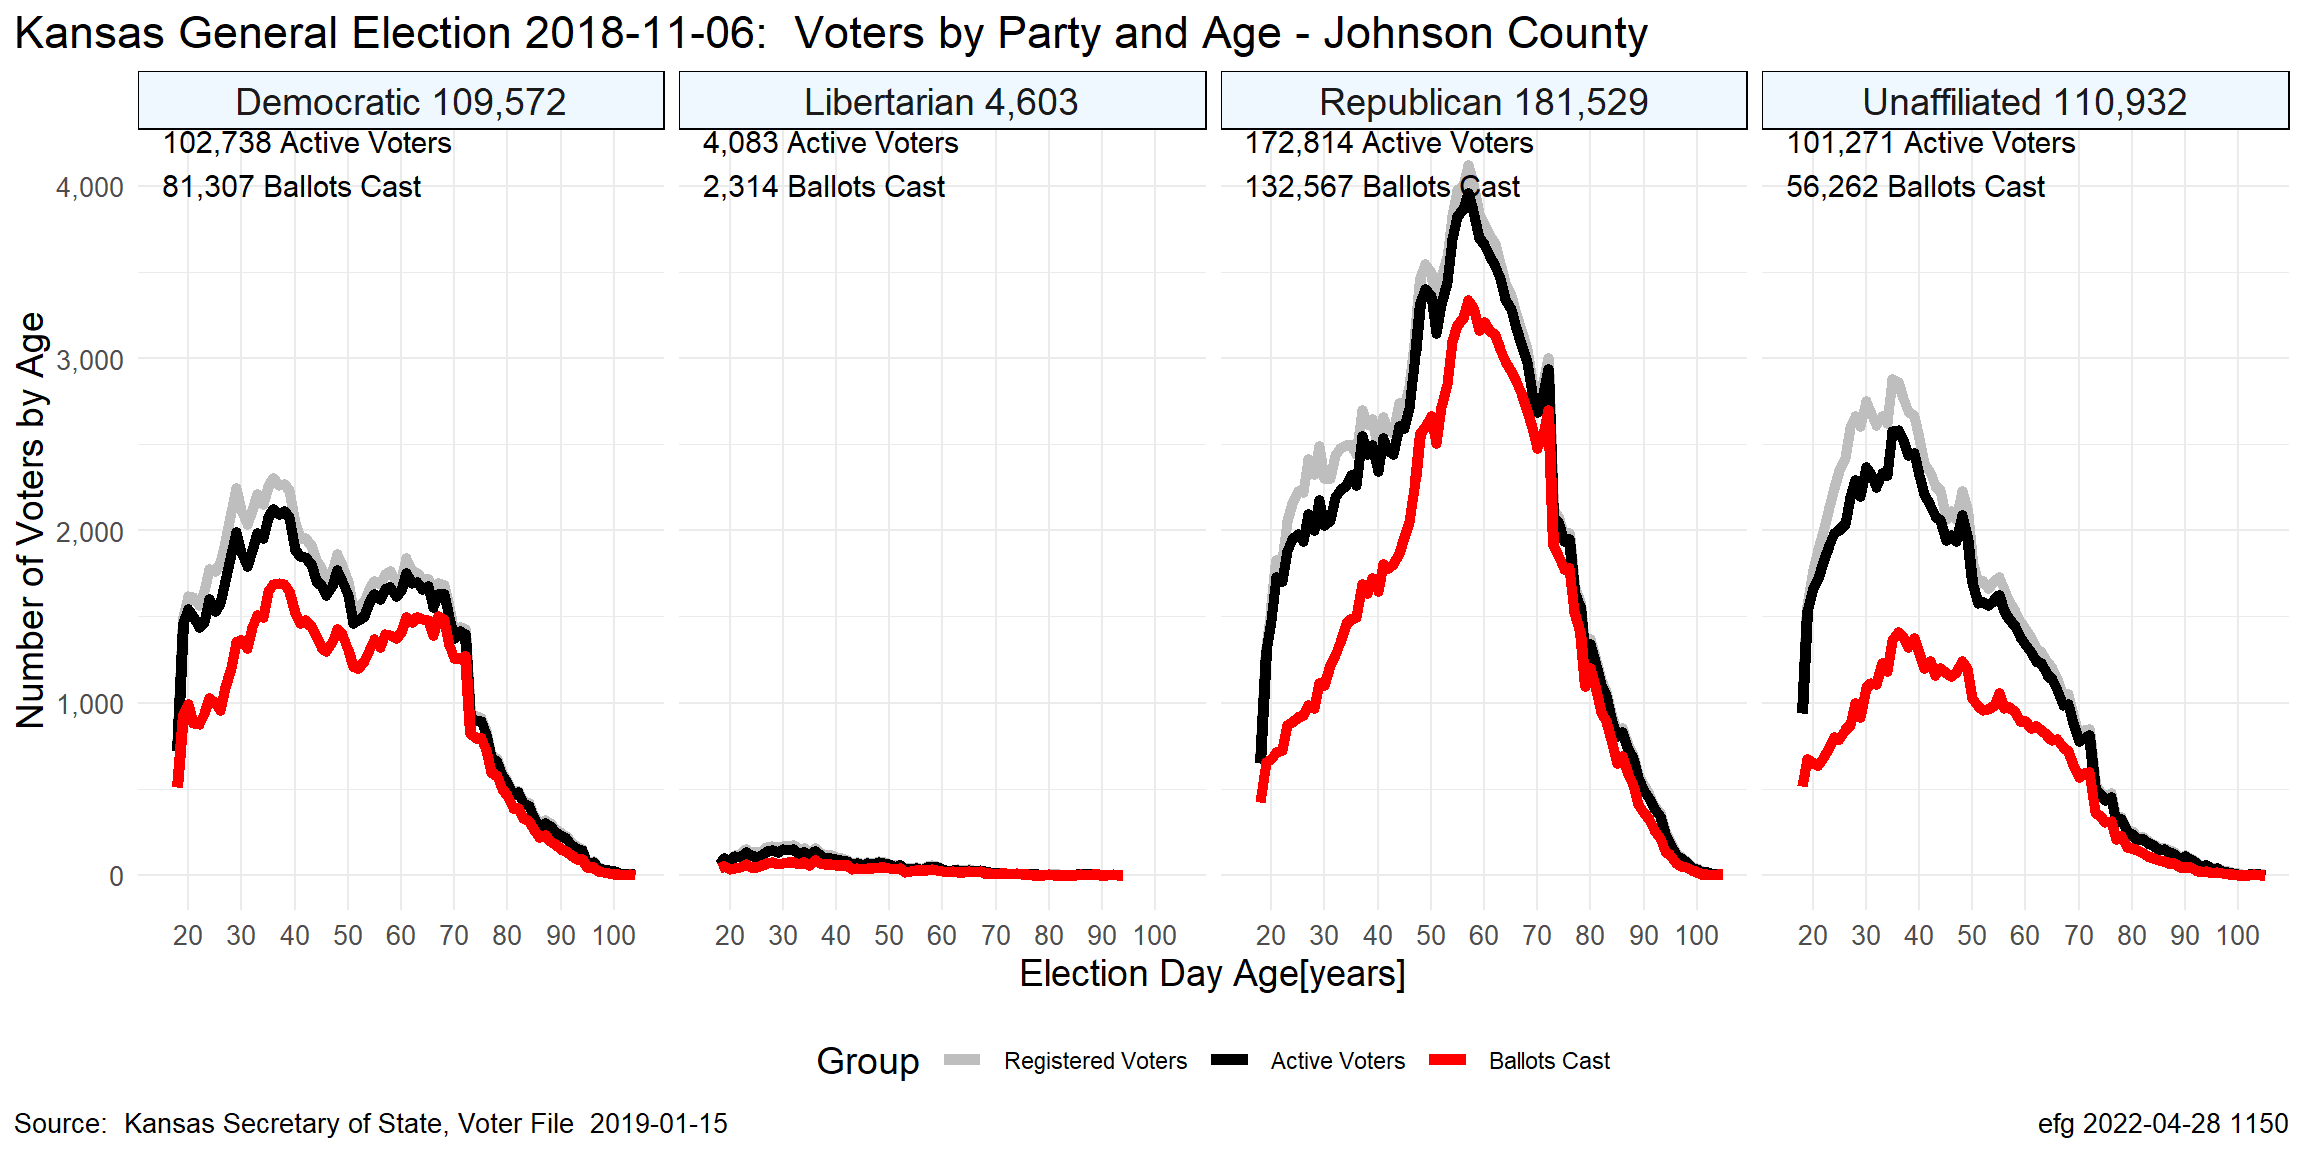 Kansas General Election 2018-11-06:  Voters by Party and Age - Johnson County
Democratic 109,572
Libertarian 4,603
Republican 181,529
Unaffiliated 110,932
102,738 Active Voters
81,307 Ballots Cast
4,083 Active Voters
2,314 Ballots Cast
172,814 Active Voters
132,567 Ballots Cast
101,271 Active Voters
56,262 Ballots Cast
Number of Voters by Age
4,000
3,000
2,000
1,000
0
20 30 40 50 60 70 80 90 100
20 30 40 50 60 70 80 90 100
20 30 40 50 60 70 80 90 100
20 30 40 50 60 70 80 90 100
Election Day Age[years]
Group Registered Voters Active Voters Ballots Cast
Source:  Kansas Secretary of State, Voter File  2019-01-15
efg 2022-04-28 1150